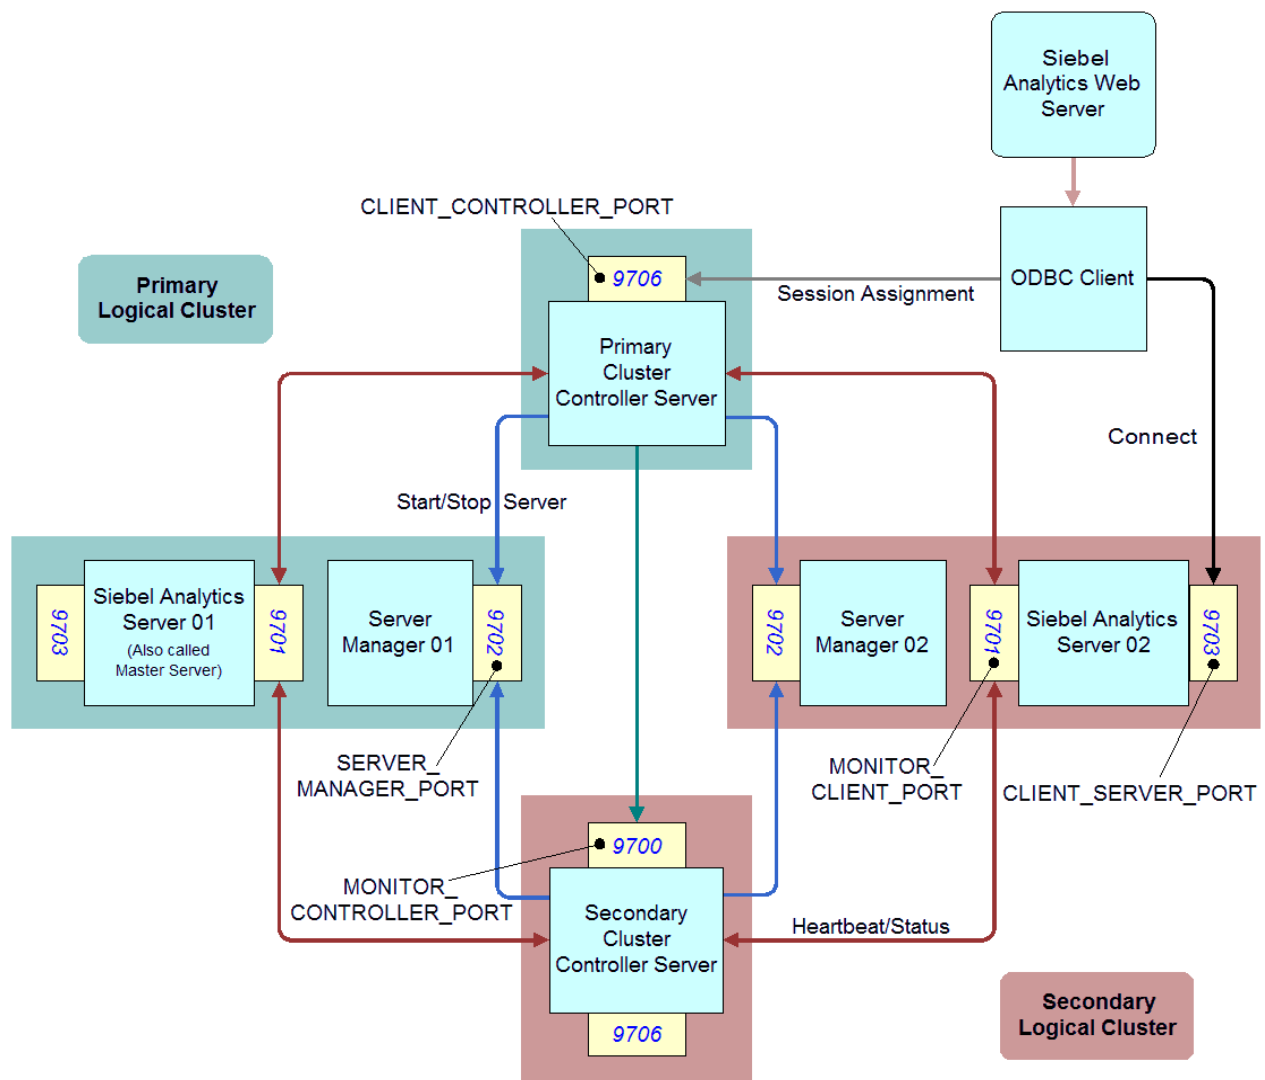 Siebel
Analytics Web
Server
CLIENT_CONTROLLER_PORT
Primary
Logical Cluster
9706
Session Assignment
ODBC Client
Primary
Cluster
Controller Server
Connect
Start/Stop Server
9703
Siebel Analytics
Server 01
(Also called
Master Server)
9701
Server
Manager 01
9702
9702
Server
Manager 02
9701
Siebel Analytics
Server 02
9703
SERVER_
MANAGER_PORT
MONITOR_
CLIENT_PORT
CLIENT_SERVER_PORT
9700
MONITOR_
CONTROLLER_PORT
Secondary
Cluster
Controller Server
Heartbeat/Status
9706
Secondary
Logical Cluster